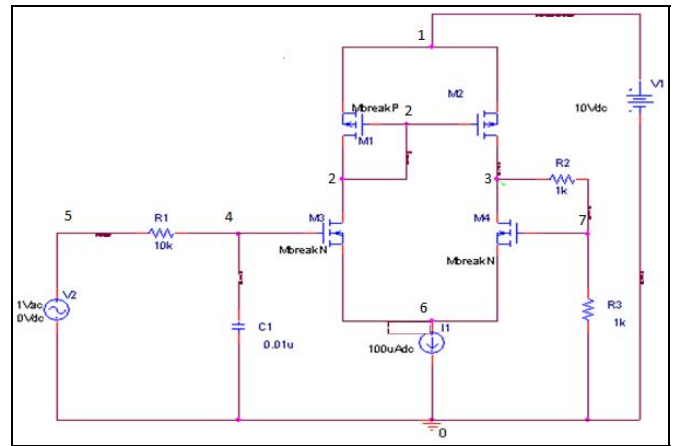 1
V1
10Vdc
MbreakP
M2
2
M1
2
3
R2
1k
5
R1
10k
4
M3
MbreakN
M4
MbreakN
7
V2
1Vac
0Vdc
C1
0.01u
6
I1
100uAdc
R3
1k
0